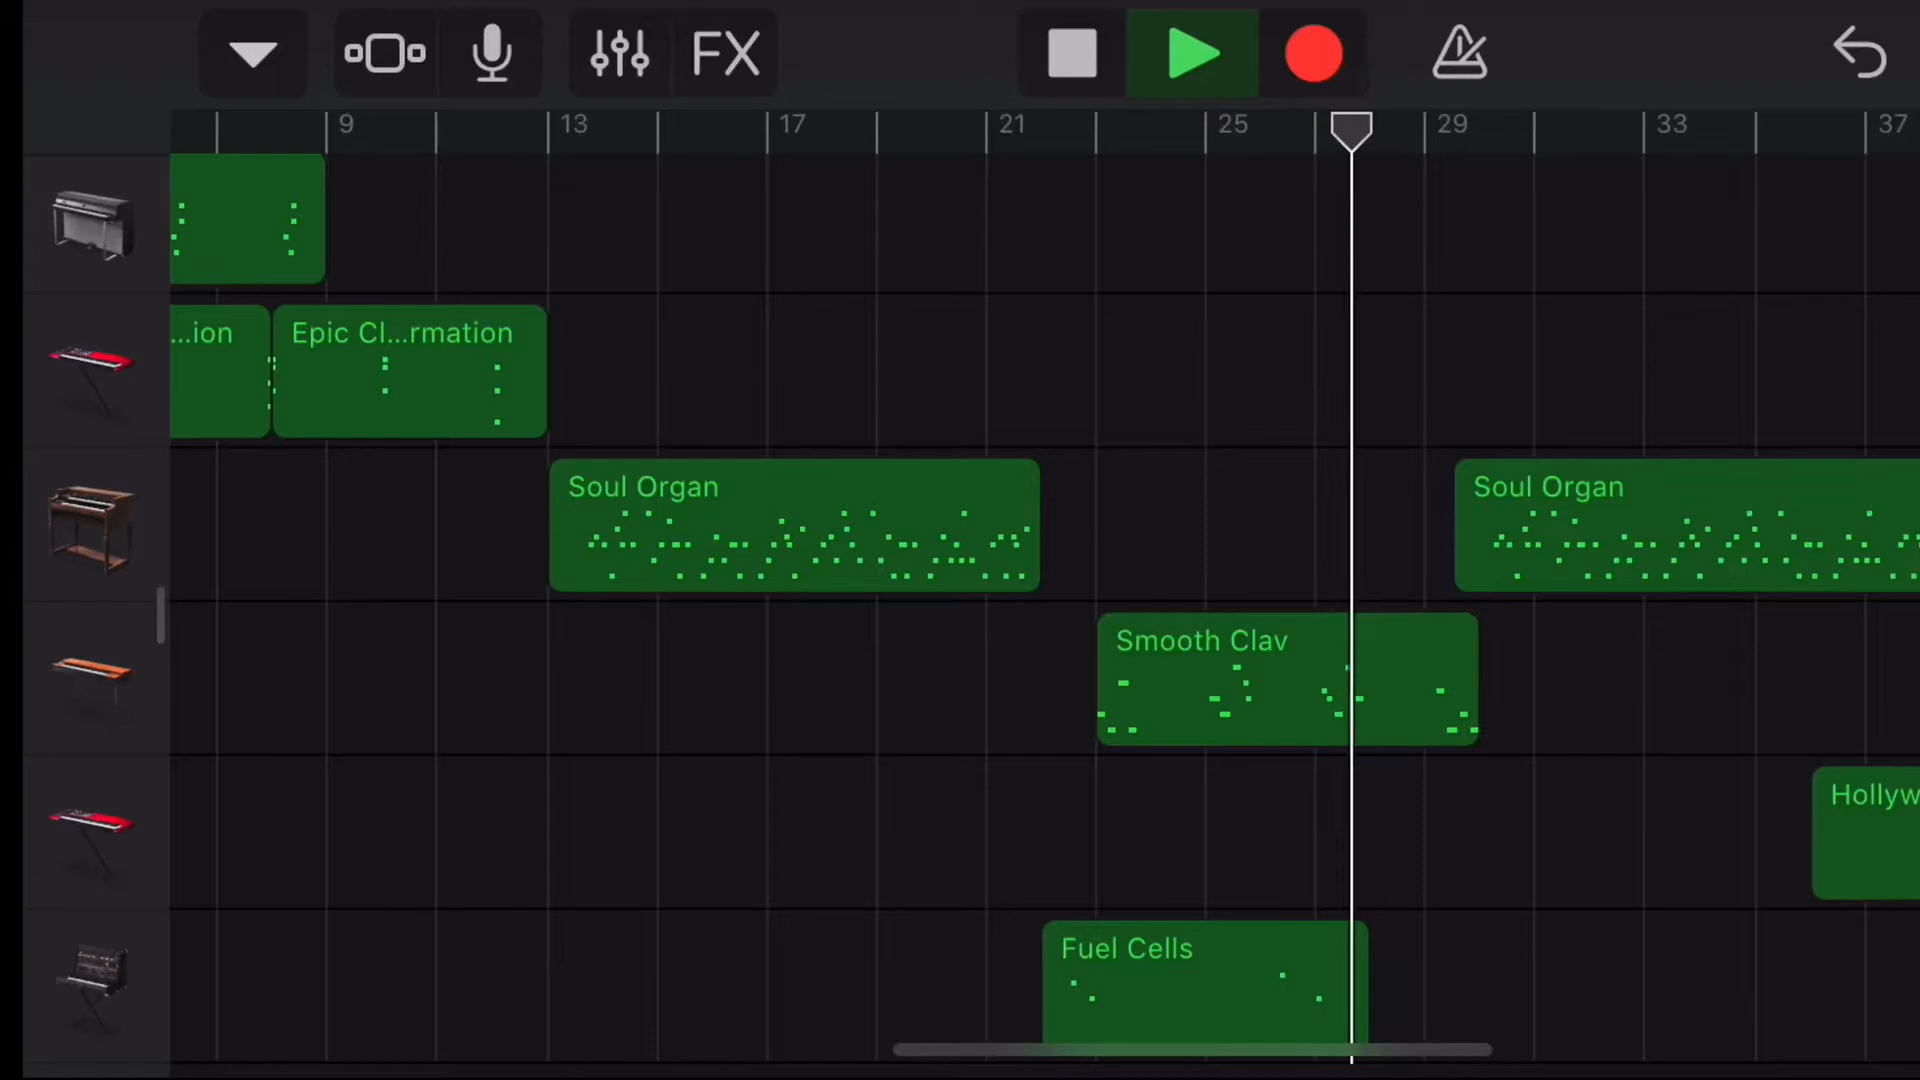 FX
9 13 17 21 25 29 33 37
...ion Epic Cl...rmation
Soul Organ Soul Organ
Smooth Clav
Hollyw
Fuel Cells